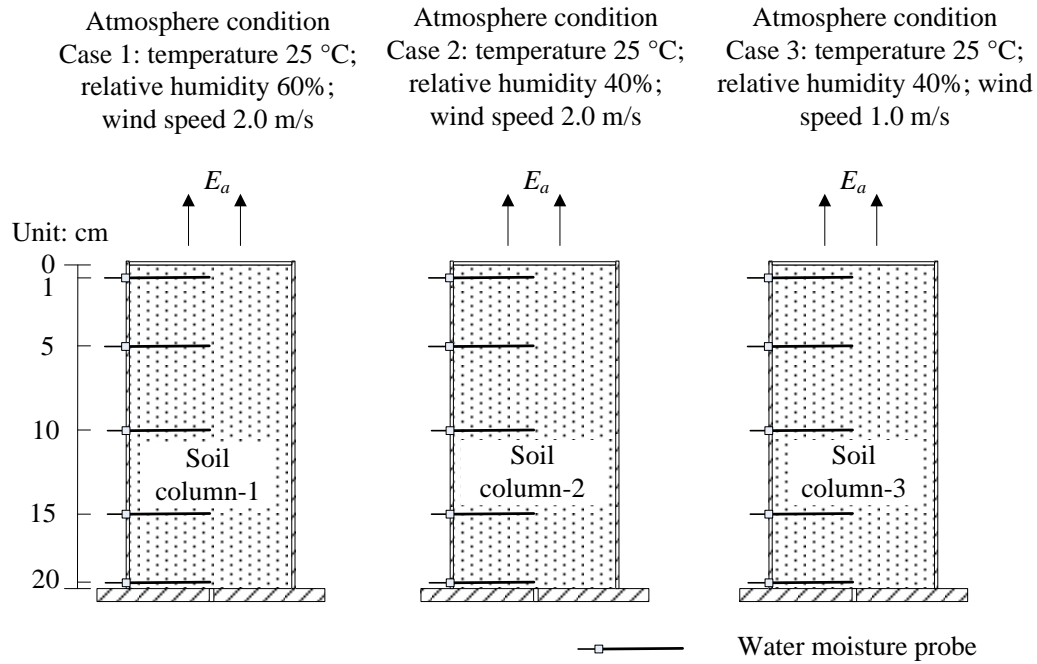 Atmosphere condition
Case 1: temperature 25 °C;
relative humidity 60%;
wind speed 2.0 m/s
Atmosphere condition
Case 2: temperature 25 °C;
relative humidity 40%;
wind speed 2.0 m/s
Atmosphere condition
Case 3: temperature 25 °C;
relative humidity 40%; wind
speed 1.0 m/s
Eₐ
Eₐ
Eₐ
Unit: cm
0
1
5
10
15
20
Soil
column-1
Soil
column-2
Soil
column-3
Water moisture probe